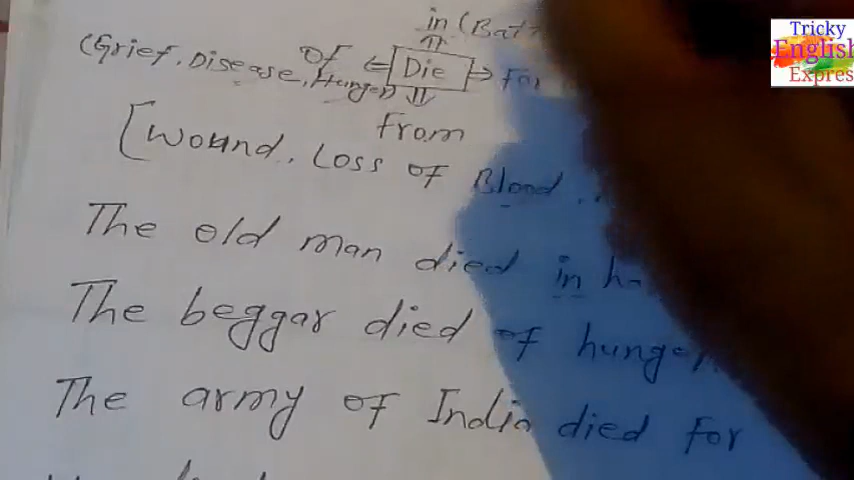 in (Bat
(Grief, Disease, Hunger) of Die For
From
[Wound, Loss of Blood,
The old man died in
The beggar died of hunger.
The army of India died for
Tricky
English
Express